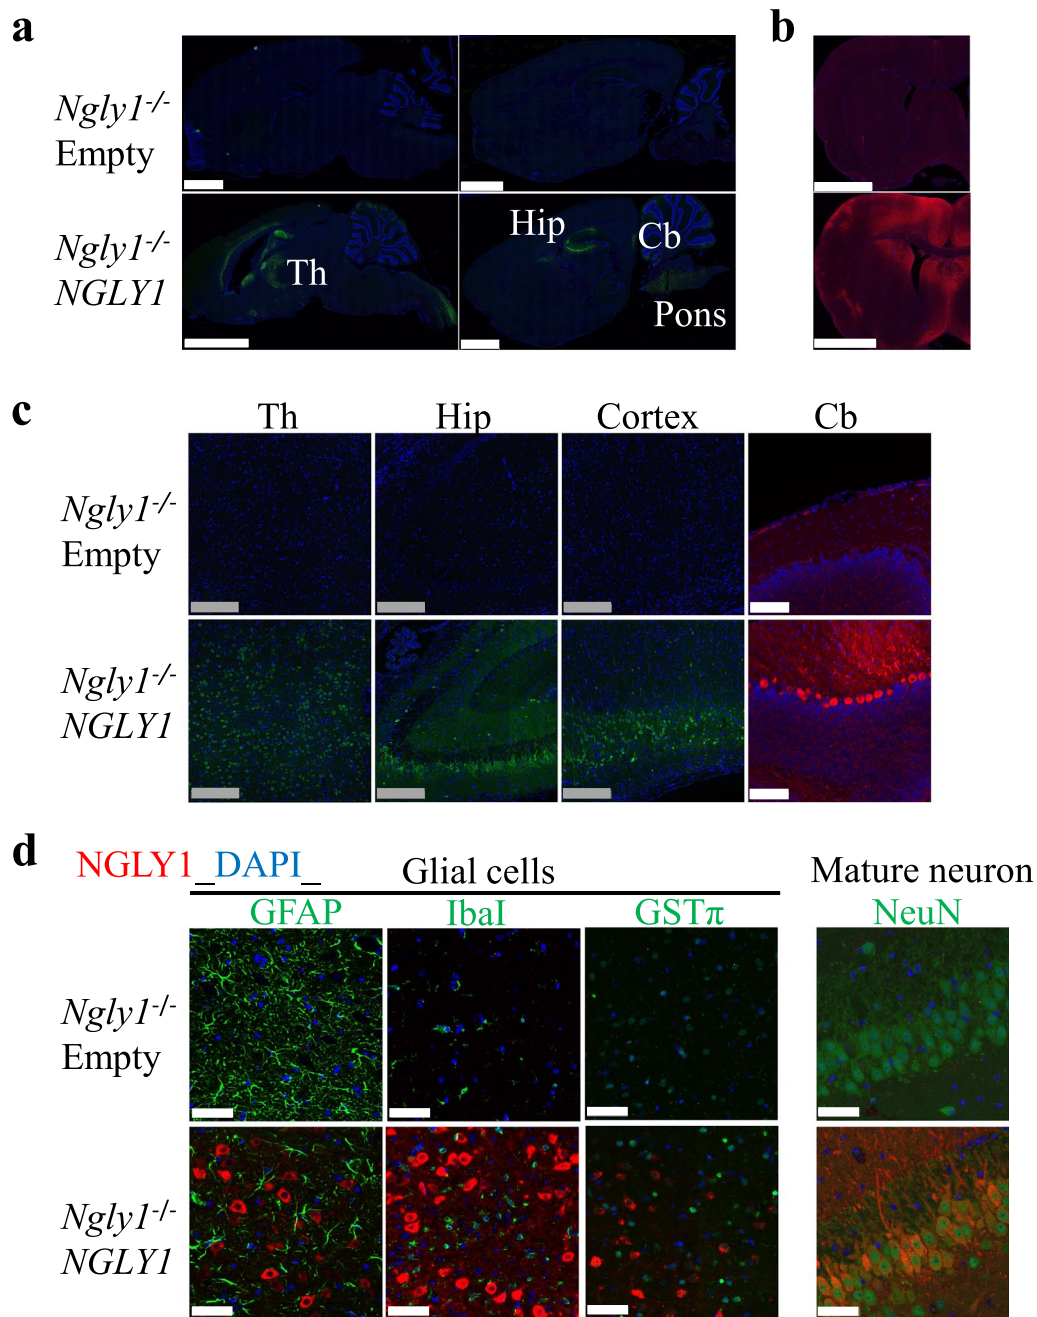 a
b
Ngly1-/-
Empty
Ngly1-/-
NGLY1
Th
Hip
Cb
Pons
c
Th Hip Cortex Cb
Ngly1-/-
Empty
Ngly1-/-
NGLY1
d
NGLY1_DAPI_
Glial cells
Mature neuron
GFAP IbaI GSTπ NeuN
Ngly1-/-
Empty
Ngly1-/-
NGLY1